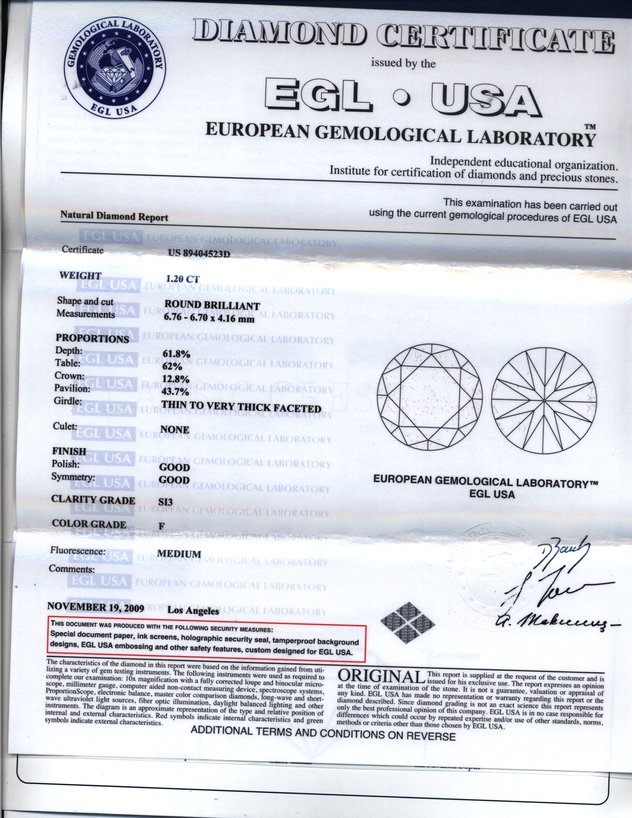 GEMOLOGICAL LABORATORY
EGL USA
DIAMOND CERTIFICATE
issued by the
EGL • USA
EUROPEAN GEMOLOGICAL LABORATORY™
Independent educational organization.
Institute for certification of diamonds and precious stones.
This examination has been carried out
using the current gemological procedures of EGL USA
Natural Diamond Report
Certificate US 89404523D
WEIGHT 1.20 CT
Shape and cut ROUND BRILLIANT
Measurements 6.76 - 6.70 x 4.16 mm
PROPORTIONS
Depth: 61.8%
Table: 62%
Crown: 12.8%
Pavilion: 43.7%
Girdle: THIN TO VERY THICK FACETED
Culet: NONE
FINISH
Polish: GOOD
Symmetry: GOOD
EUROPEAN GEMOLOGICAL LABORATORY™
EGL USA
CLARITY GRADE SI3
COLOR GRADE F
Fluorescence: MEDIUM
Comments:
NOVEMBER 19, 2009 Los Angeles
THIS DOCUMENT WAS PRODUCED WITH THE FOLLOWING SECURITY MEASURES:
Special document paper, ink screens, holographic security seal, tamperproof background
designs, EGL USA embossing and other safety features, custom designed for EGL USA.
The characteristics of the diamond in this report were based on the information gained from uti-
lizing a variety of gem testing instruments. The following instruments were used as required to
complete our examination: 10x magnification with a fully corrected loupe and binocular micro-
scope, millimeter gauge, computer aided non-contact measuring device, spectroscope systems,
ProportionScope, electronic balance, master color comparison diamonds, long-wave and short-
wave ultraviolet light sources, fiber optic illumination, daylight balanced lighting and other
instruments. The diagram is an approximate representation of the type and relative position of
internal and external characteristics. Red symbols indicate internal characteristics and green
symbols indicate external characteristics.
ORIGINAL This report is supplied at the request of the customer and is
issued for his exclusive use. The report expresses an opinion
at the time of examination of the stone. It is not a guarantee, valuation or appraisal of
any kind. EGL USA has made no representation or warranty regarding this report or the
diamond described. Since diamond grading is not an exact science this report represents
only the best professional opinion of this company. EGL USA is in no case responsible for
differences which could occur by repeated expertise and/or use of other standards, norms,
methods or criteria other than those chosen by EGL USA.
ADDITIONAL TERMS AND CONDITIONS ON REVERSE